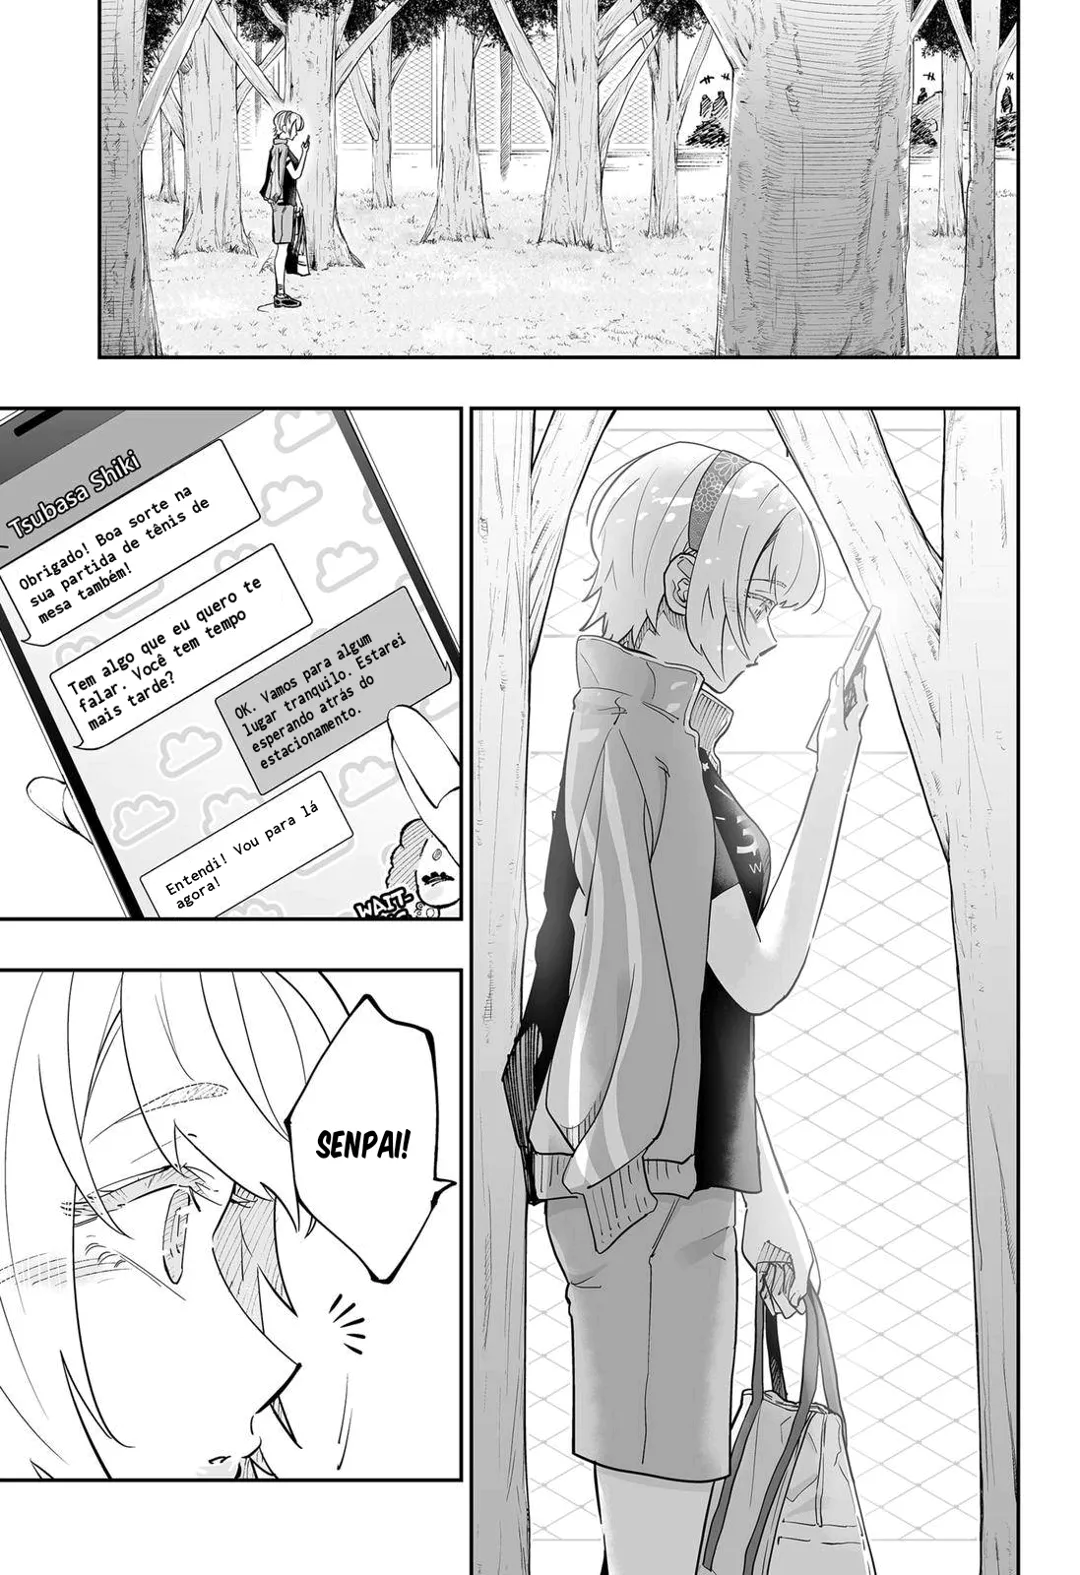 Tsubasa Shiki
Obrigado! Boa sorte na
sua partida de tênis de
mesa também!
Tem algo que eu quero te
falar. Você tem tempo
mais tarde?
OK. Vamos para algum
lugar tranquilo. Estarei
esperando atrás do
estacionamento.
Entendi! Vou para lá
agora!
WAIT-
5
W
SENPAI!